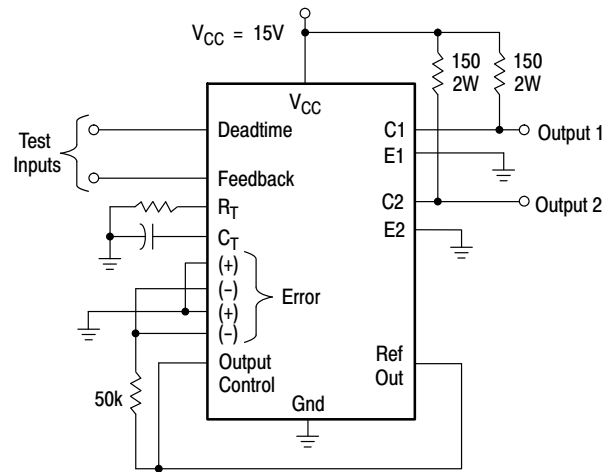 V_CC = 15V
150
2W
150
2W
V_CC
Test
Inputs
Deadtime
C1
Output 1
E1
Feedback
C2
Output 2
R_T
E2
C_T
(+)
(–)
(+)
(–)
Error
Output
Control
Ref
Out
50k
Gnd